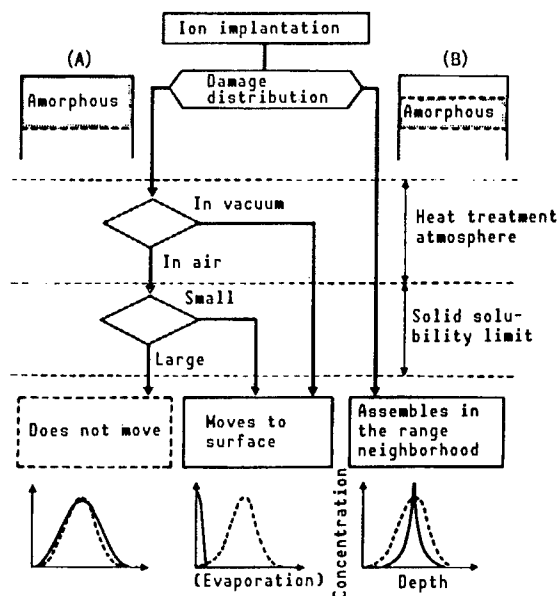 Ion implantation
(A)
(B)
Damage
distribution
Amorphous
Amorphous
In vacuum
Heat treatment
atmosphere
In air
Small
Solid solu-
bility limit
Large
Does not move
Moves to
surface
Assembles in
the range
neighborhood
Concentration
(Evaporation)
Depth